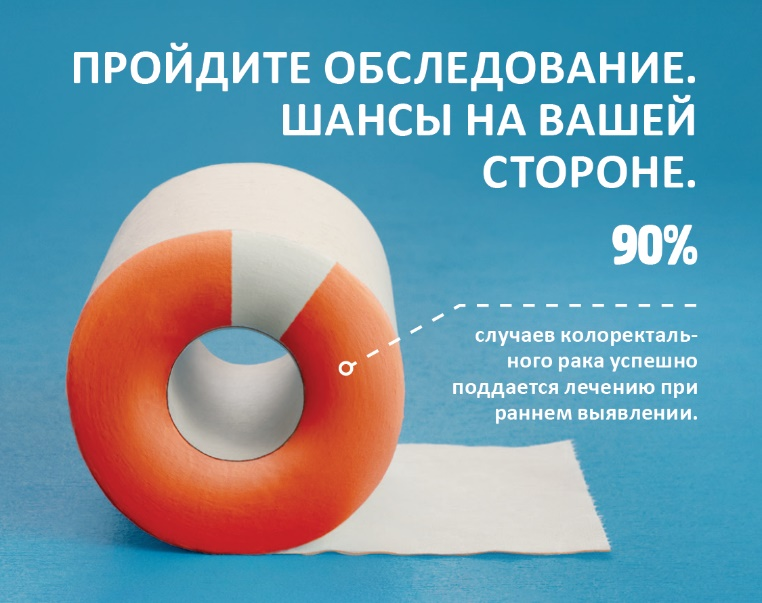 ПРОЙДИТЕ ОБСЛЕДОВАНИЕ.
ШАНСЫ НА ВАШЕЙ
СТОРОНЕ.
90%
случаев колоректаль-
ного рака успешно
поддается лечению при
раннем выявлении.